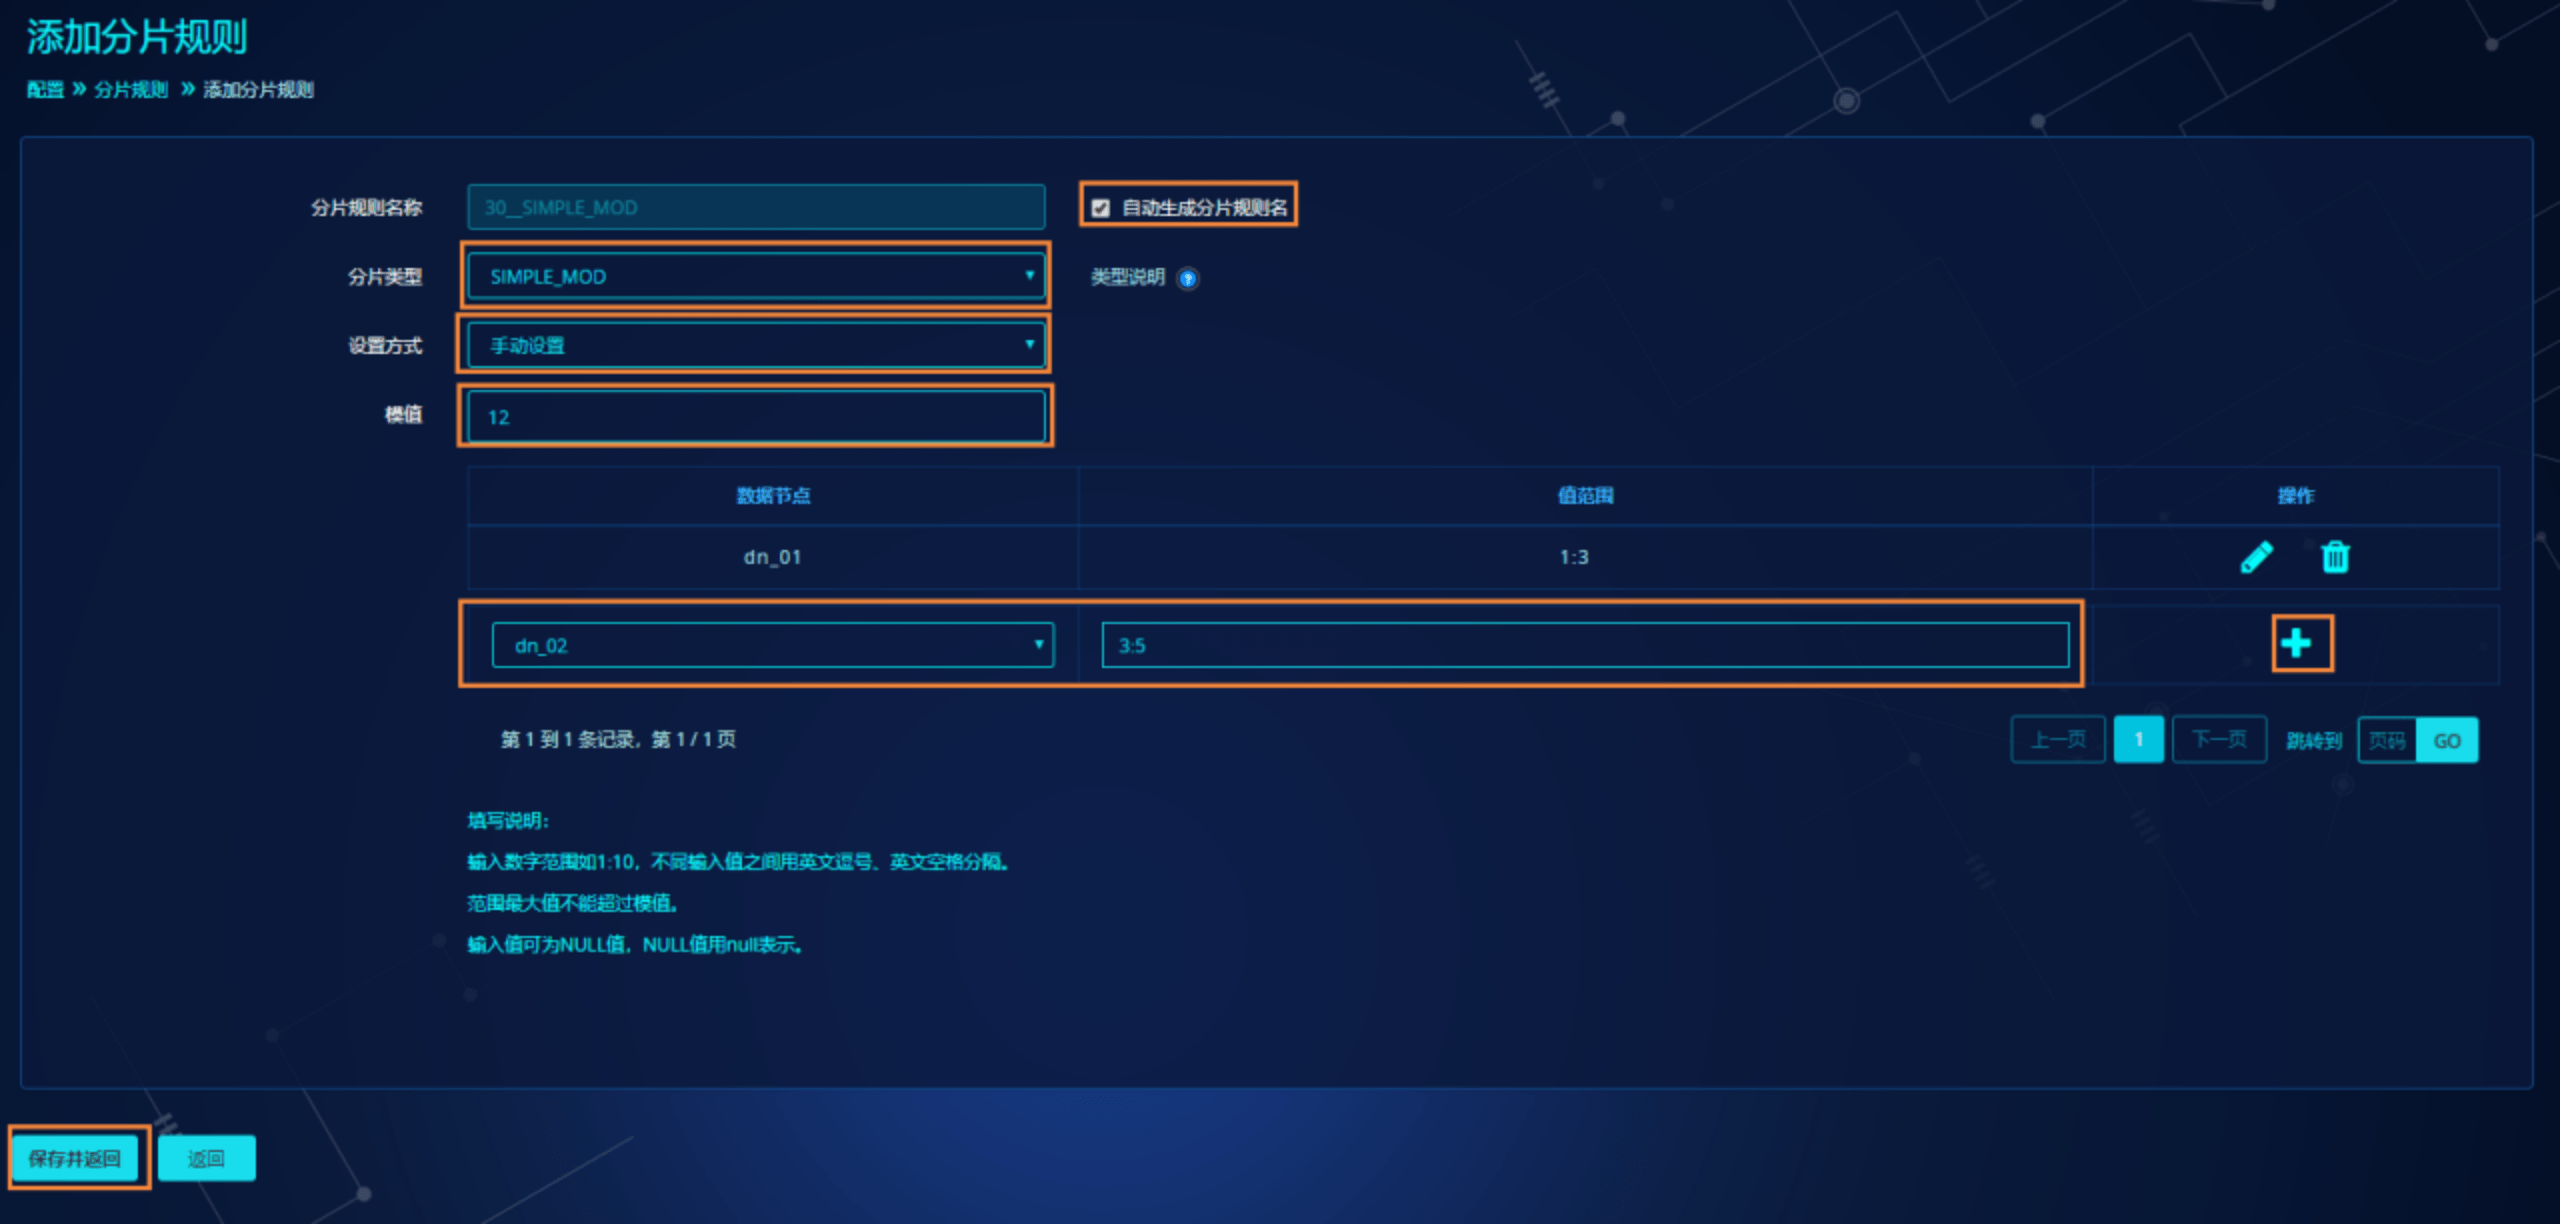 添加分片规则
配置 » 分片规则 » 添加分片规则
分片规则名称 30__SIMPLE_MOD 自动生成分片规则名
分片类型 SIMPLE_MOD 类型说明 ?
设置方式 手动设置
模值 12
数据节点 值范围 操作
dn_01 1:3
dn_02 3:5
第 1 到 1 条记录，第 1 / 1 页 上一页 1 下一页 跳转到 页码 GO
填写说明：
输入数字范围如1:10，不同输入值之间用英文逗号、英文空格分隔。
范围最大值不能超过模值。
输入值可为NULL值，NULL值用null表示。
保存并返回 返回